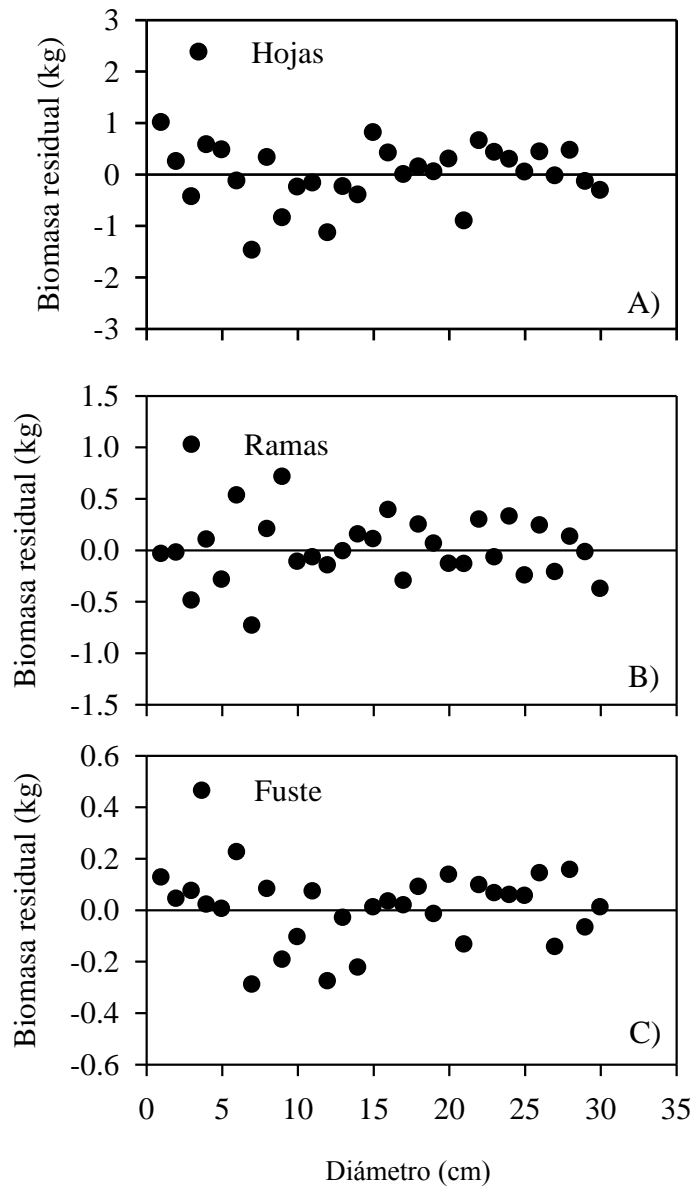 3
2
1
0
-1
-2
-3
Biomasa residual (kg)
Hojas
A)
1.5
1.0
0.5
0.0
-0.5
-1.0
-1.5
Biomasa residual (kg)
Ramas
B)
0.6
0.4
0.2
0.0
-0.2
-0.4
-0.6
Biomasa residual (kg)
Fuste
C)
0 5 10 15 20 25 30 35
Diámetro (cm)